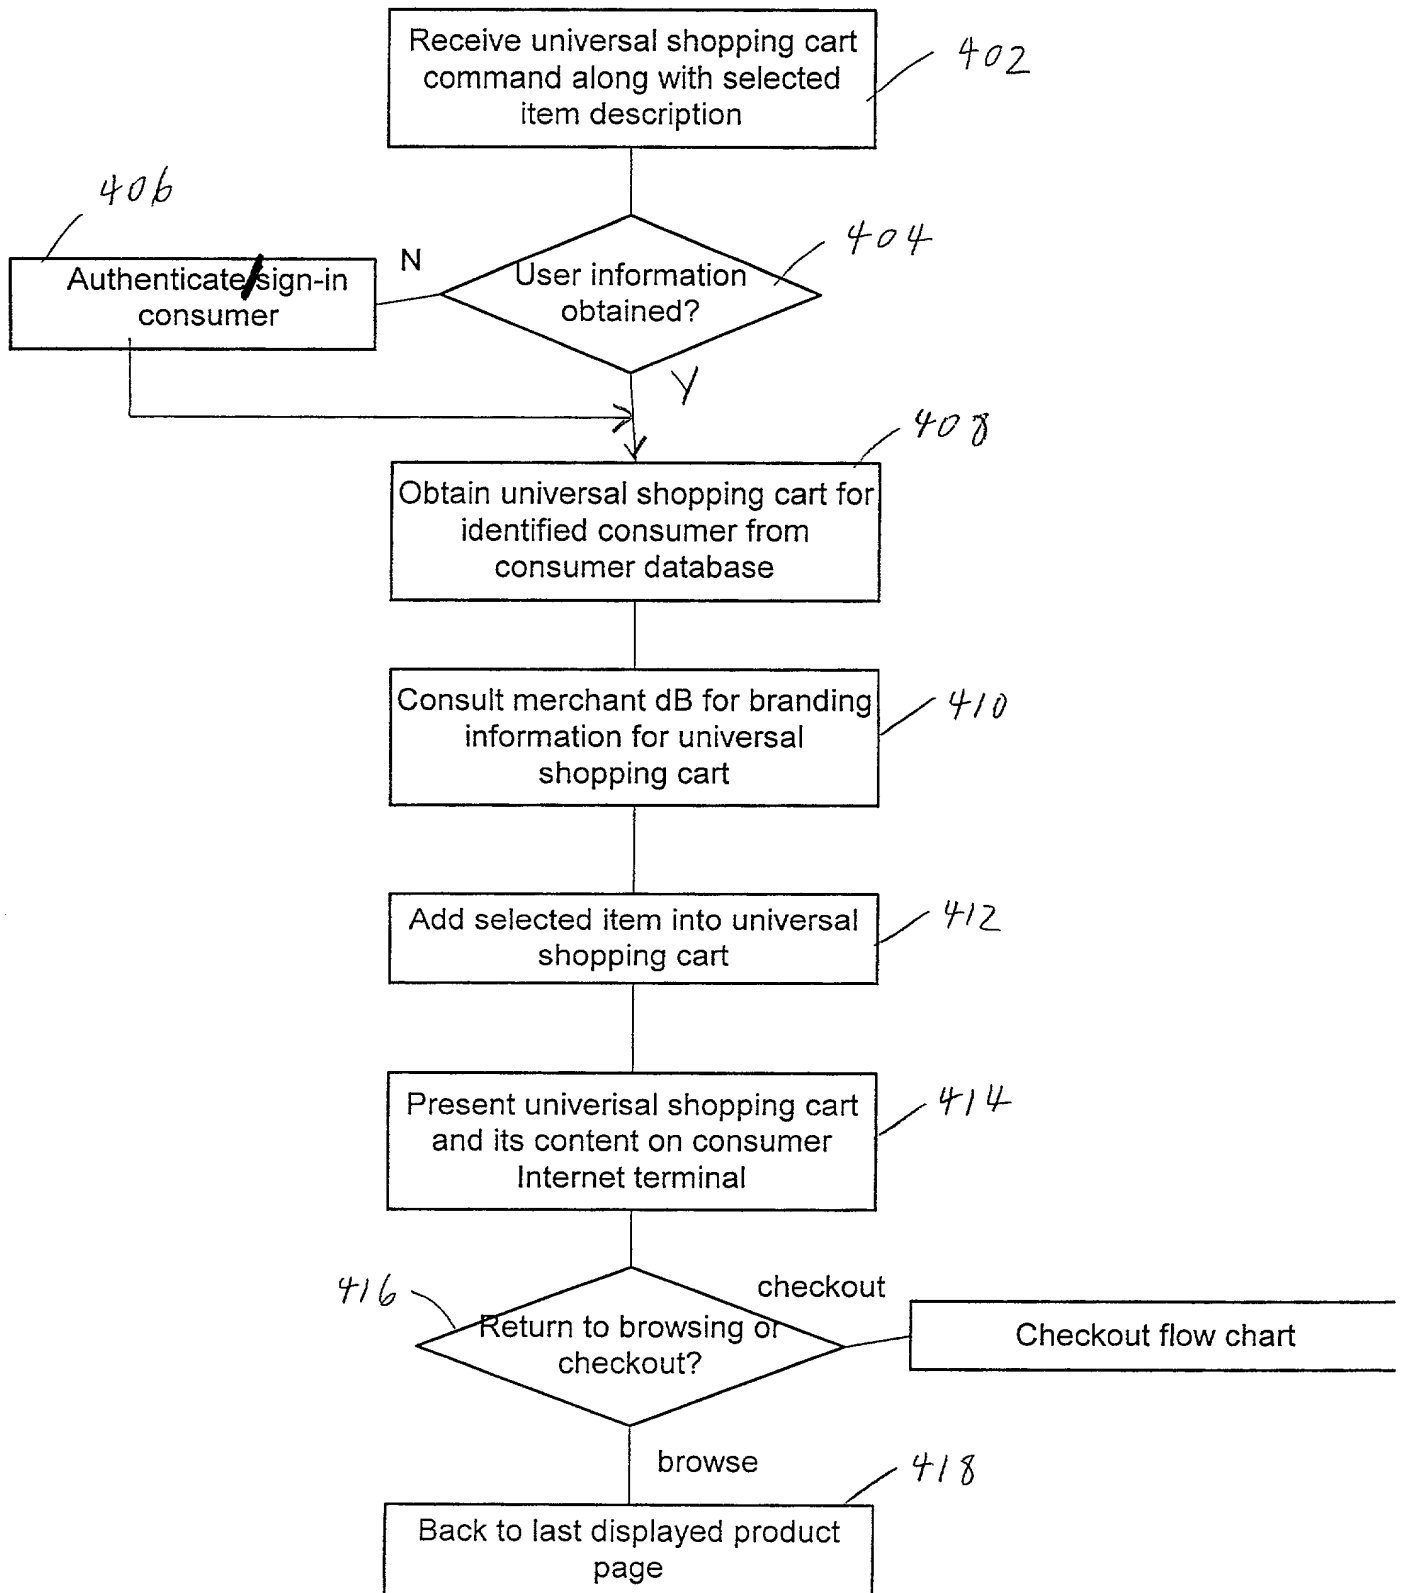 Receive universal shopping cart
command along with selected
item description
402
406
404
N
User information
obtained?
Authenticate/sign-in
consumer
Y
408
Obtain universal shopping cart for
identified consumer from
consumer database
Consult merchant dB for branding
information for universal
shopping cart
410
Add selected item into universal
shopping cart
412
Present univerisal shopping cart
and its content on consumer
Internet terminal
414
416
checkout
Return to browsing or
checkout?
Checkout flow chart
browse
418
Back to last displayed product
page